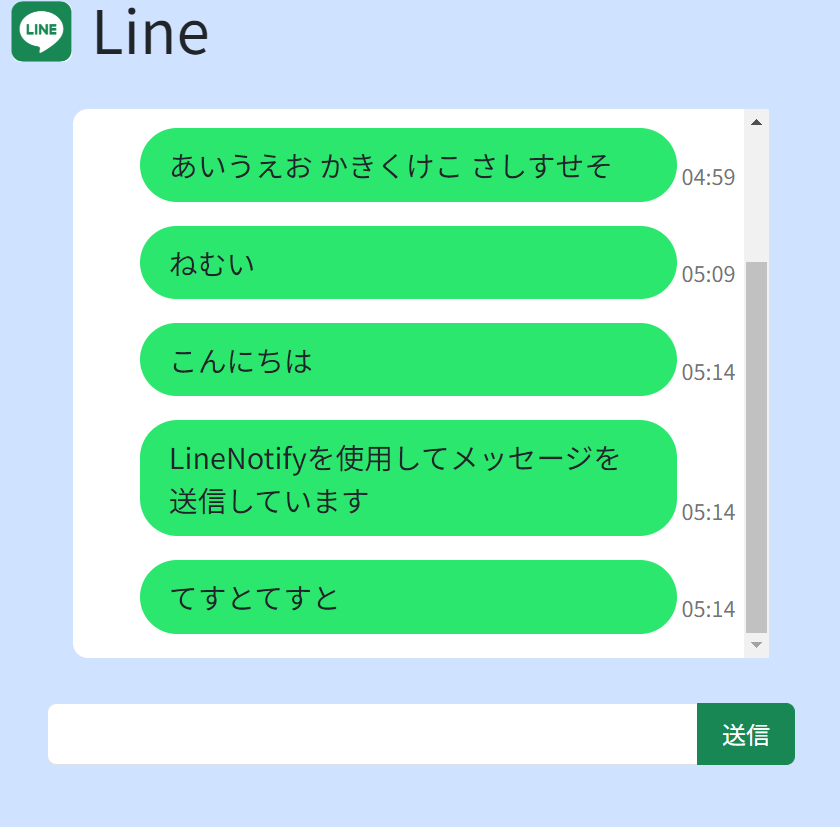 LINE
Line
あいうえお かきくけこ さしすせそ
04:59
ねむい
05:09
こんにちは
05:14
LineNotifyを使用してメッセージを
送信しています
05:14
てすとてすと
05:14
送信